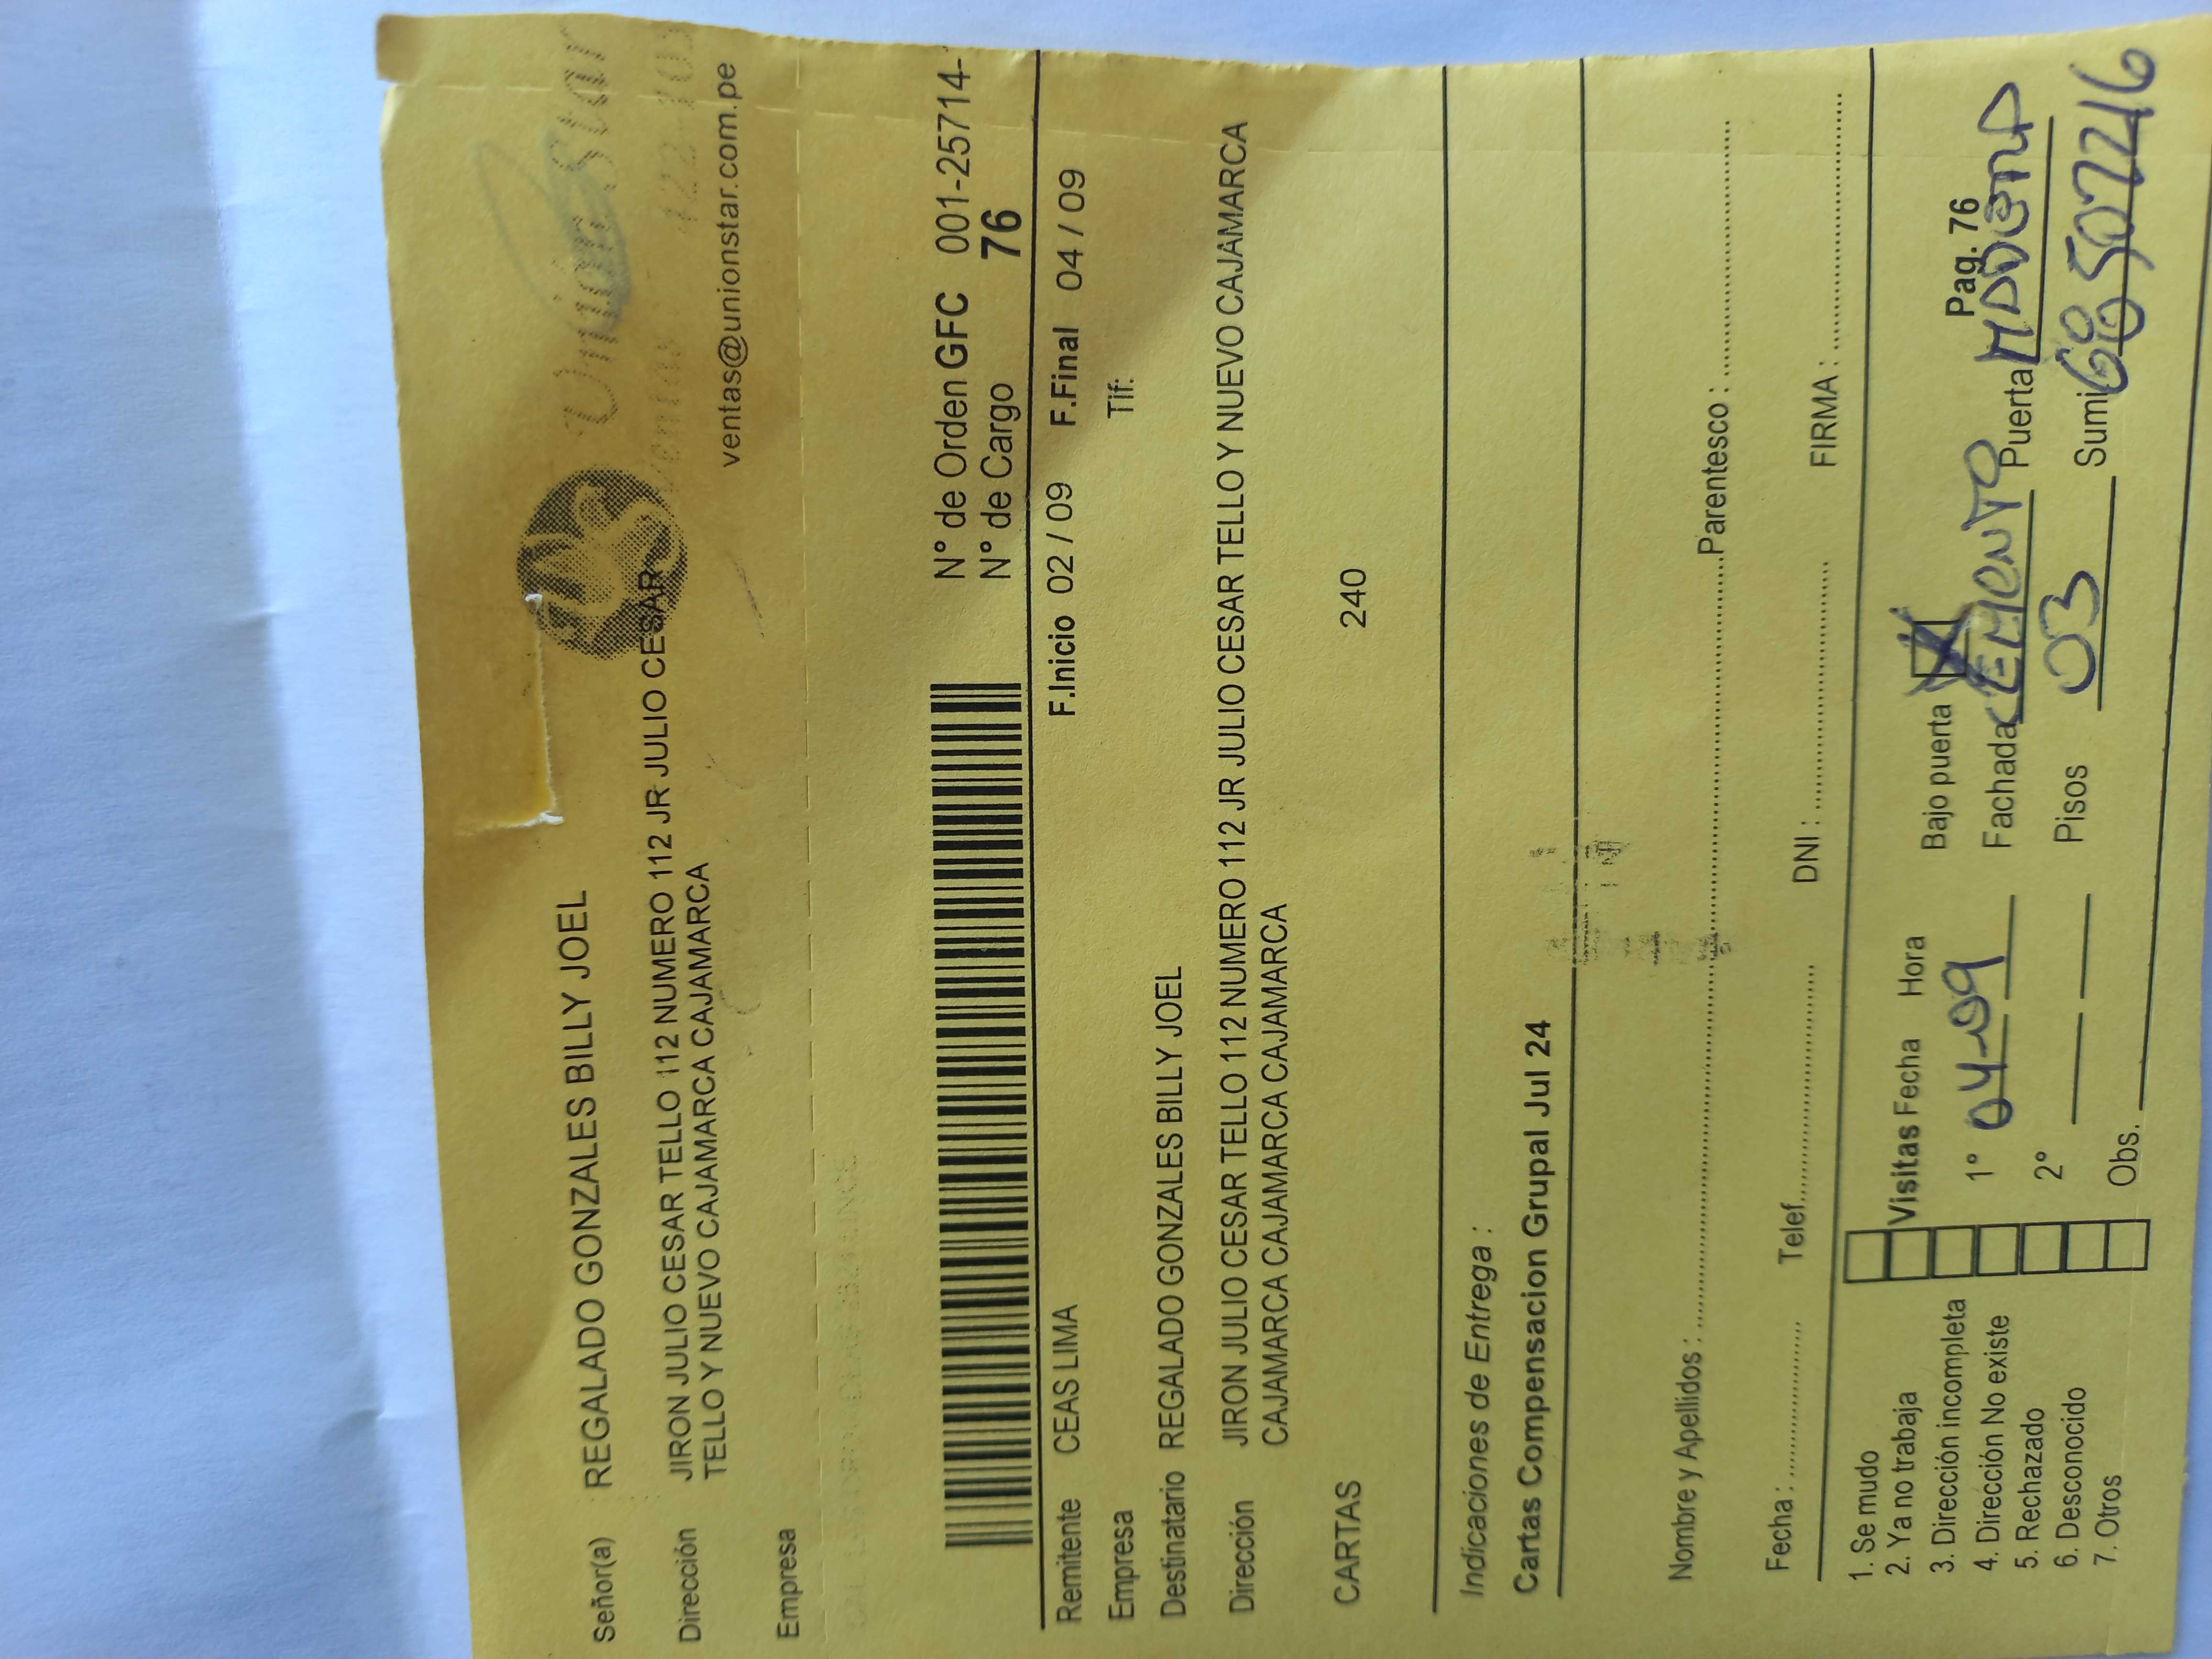 Unión Star
ventas@unionstar.com.pe
Señor(a) REGALADO GONZALES BILLY JOEL
Dirección JIRON JULIO CESAR TELLO 112 NUMERO 112 JR JULIO CESAR
TELLO Y NUEVO CAJAMARCA CAJAMARCA
Empresa
N° de Orden GFC 001-25714-
N° de Cargo 76
F.Inicio 02 / 09 F.Final 04 / 09
Remitente CEAS LIMA
Empresa Tlf:
Destinatario REGALADO GONZALES BILLY JOEL
Dirección JIRON JULIO CESAR TELLO 112 NUMERO 112 JR JULIO CESAR TELLO Y NUEVO CAJAMARCA
CAJAMARCA CAJAMARCA CAJAMARCA
CARTAS 240
Indicaciones de Entrega :
Cartas Compensacion Grupal Jul 24
Nombre y Apellidos : Parentesco :
Fecha : Telef. DNI : FIRMA :
1. Se mudo
2. Ya no trabaja
3. Dirección incompleta
4. Dirección No existe
5. Rechazado
6. Desconocido
7. Otros
Visitas Fecha Hora
1° 04-09
2°
Obs.
Bajo puerta X
Pag. 76
Fachada CEMENTO Puerta MADERA
Pisos 03 Sumi